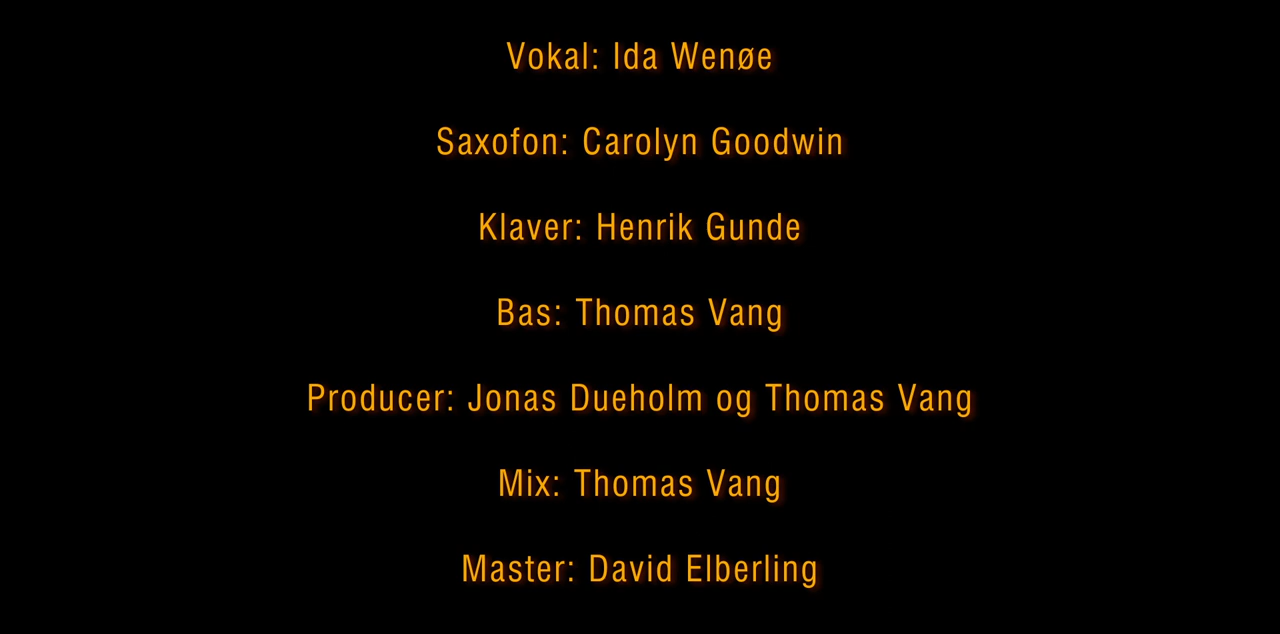 Vokal: Ida Wenøe
Saxofon: Carolyn Goodwin
Klaver: Henrik Gunde
Bas: Thomas Vang
Producer: Jonas Dueholm og Thomas Vang
Mix: Thomas Vang
Master: David Elberling